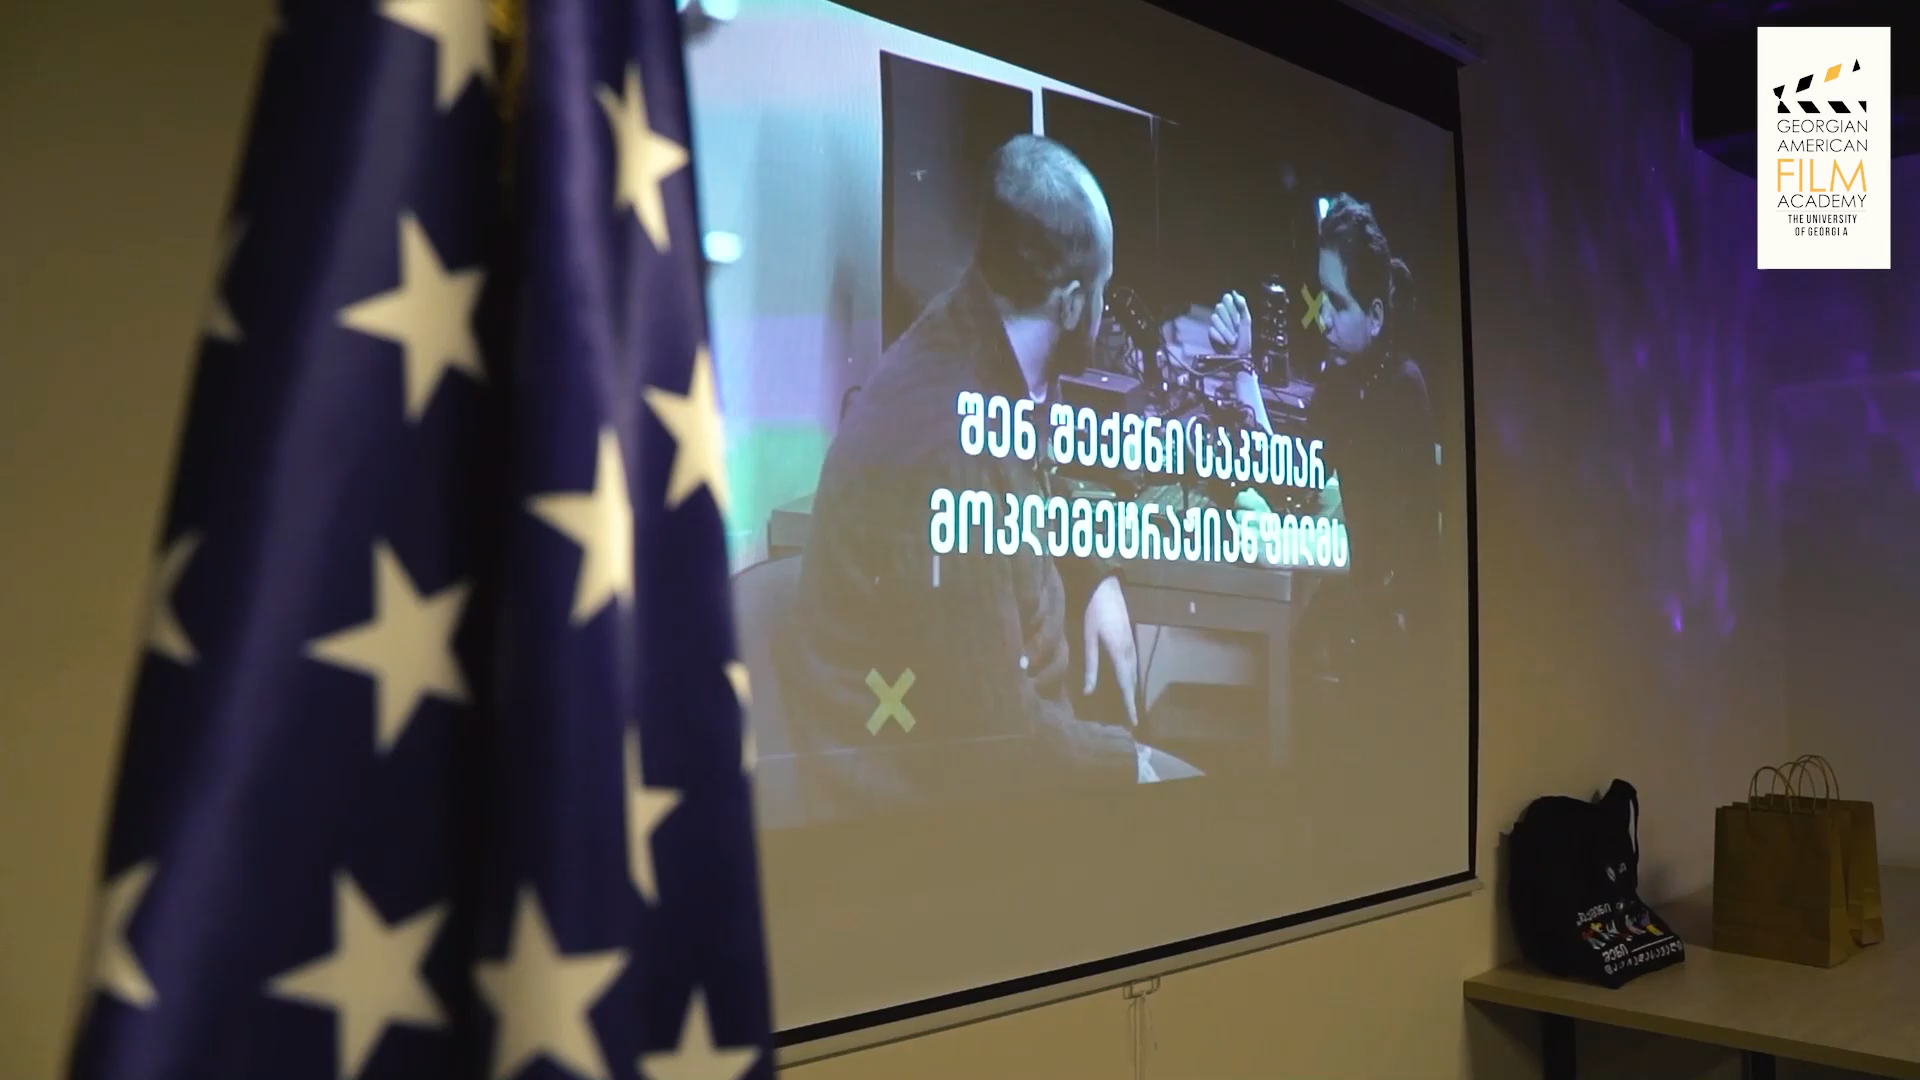 შენ შექმნი საკუთარ
მოკლემეტრაჟიან ფილმს
GEORGIAN
AMERICAN
FILM
ACADEMY
THE UNIVERSITY
OF GEORGIA